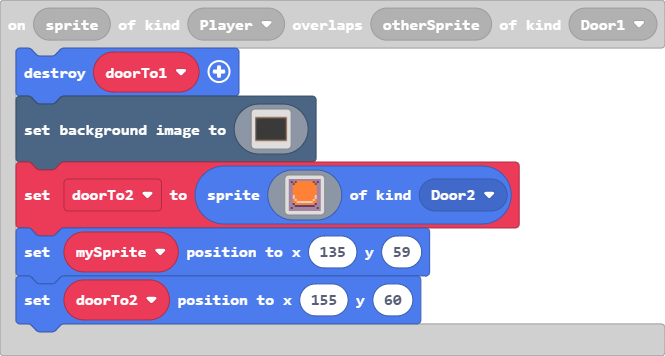 on sprite of kind Player overlaps otherSprite of kind Door1
destroy doorTo1
set background image to
set doorTo2 to sprite of kind Door2
set mySprite position to x 135 y 59
set doorTo2 position to x 155 y 60